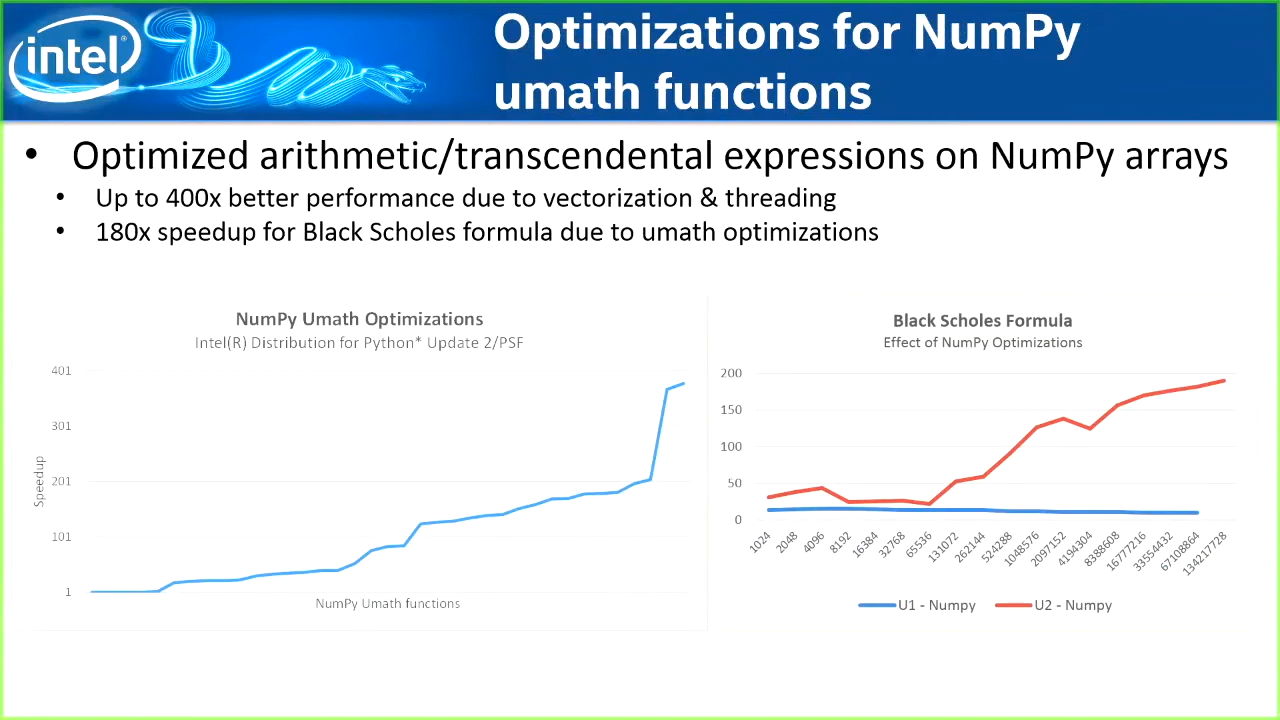 intel
Optimizations for NumPy
umath functions
• Optimized arithmetic/transcendental expressions on NumPy arrays
• Up to 400x better performance due to vectorization & threading
• 180x speedup for Black Scholes formula due to umath optimizations
NumPy Umath Optimizations
Intel(R) Distribution for Python* Update 2/PSF
401
301
201
101
1
Speedup
NumPy Umath functions
Black Scholes Formula
Effect of NumPy Optimizations
200
150
100
50
0
1024
2048
4096
8192
16384
32768
65536
131072
262144
524288
1048576
2097152
4194304
8388608
16777216
33554432
67108864
134217728
U1 - Numpy
U2 - Numpy